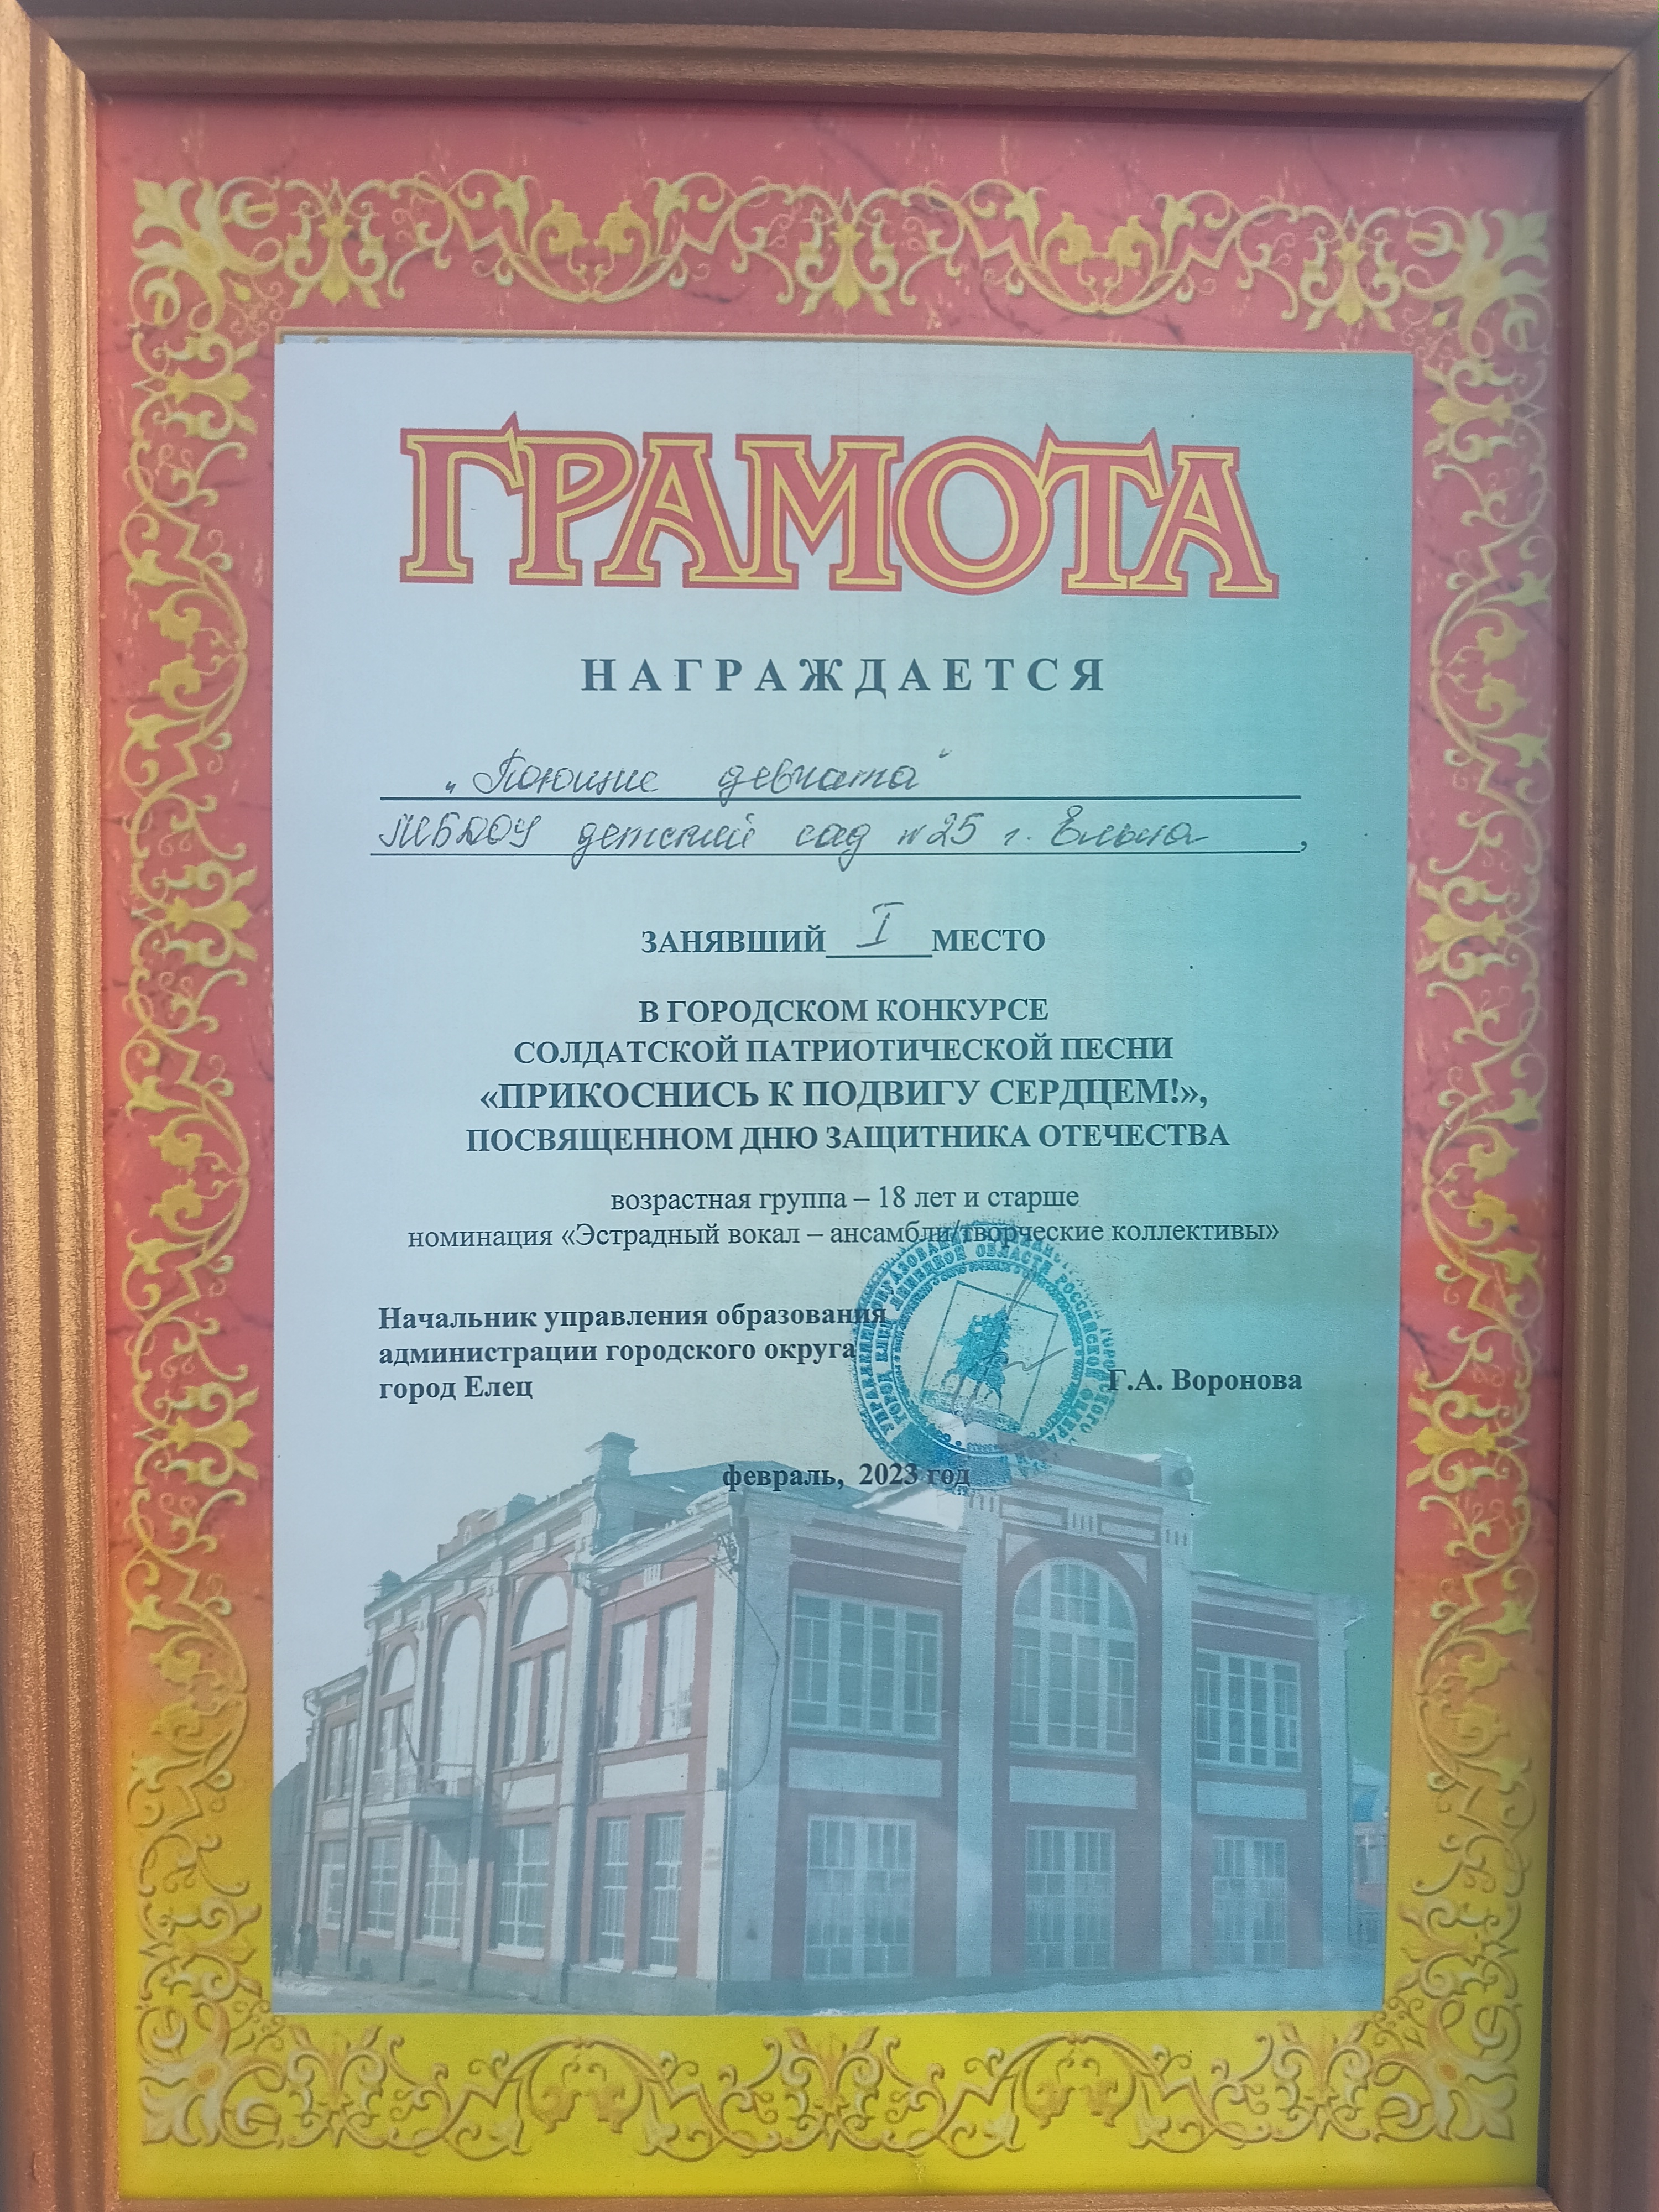 ГРАМОТА
НАГРАЖДАЕТСЯ
„Поющие девчата"
МБДОУ детский сад №25 г. Ельца,
ЗАНЯВШИЙ I МЕСТО
В ГОРОДСКОМ КОНКУРСЕ
СОЛДАТСКОЙ ПАТРИОТИЧЕСКОЙ ПЕСНИ
«ПРИКОСНИСЬ К ПОДВИГУ СЕРДЦЕМ!»,
ПОСВЯЩЕННОМ ДНЮ ЗАЩИТНИКА ОТЕЧЕСТВА
возрастная группа – 18 лет и старше
номинация «Эстрадный вокал – ансамбли/творческие коллективы»
Начальник управления образования
администрации городского округа
город Елец
Г.А. Воронова
февраль, 2023 год